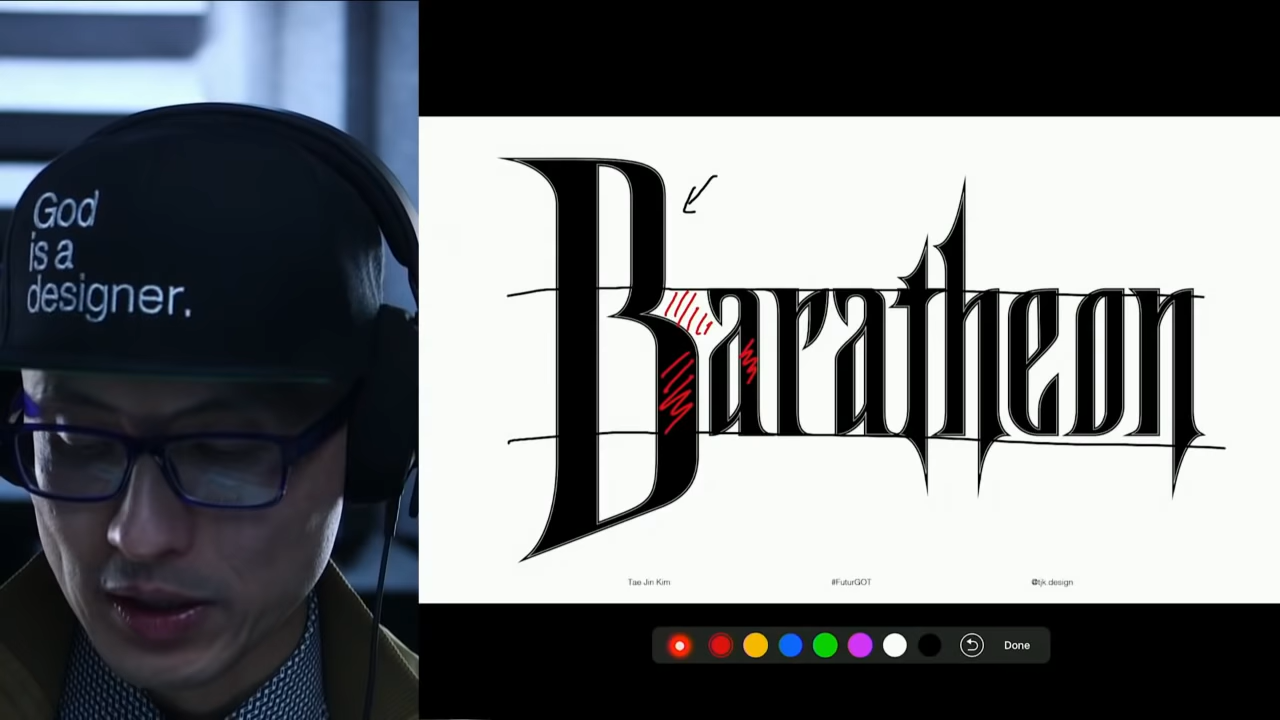 God
is a
designer.
Baratheon
Tae Jin Kim
#FuturGOT
@tjk.design
Done